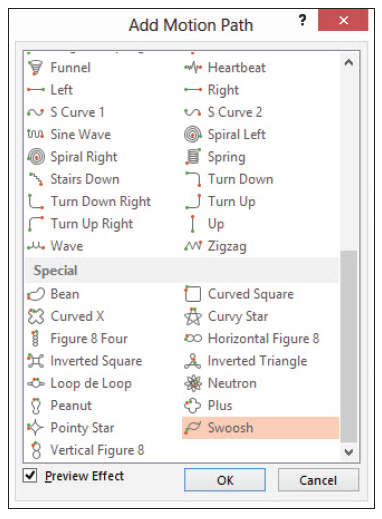 Add Motion Path ?
Funnel Heartbeat
Left Right
S Curve 1 S Curve 2
Sine Wave Spiral Left
Spiral Right Spring
Stairs Down Turn Down
Turn Down Right Turn Up
Turn Up Right Up
Wave Zigzag
Special
Bean Curved Square
Curved X Curvy Star
Figure 8 Four Horizontal Figure 8
Inverted Square Inverted Triangle
Loop de Loop Neutron
Peanut Plus
Pointy Star Swoosh
Vertical Figure 8
Preview Effect OK Cancel